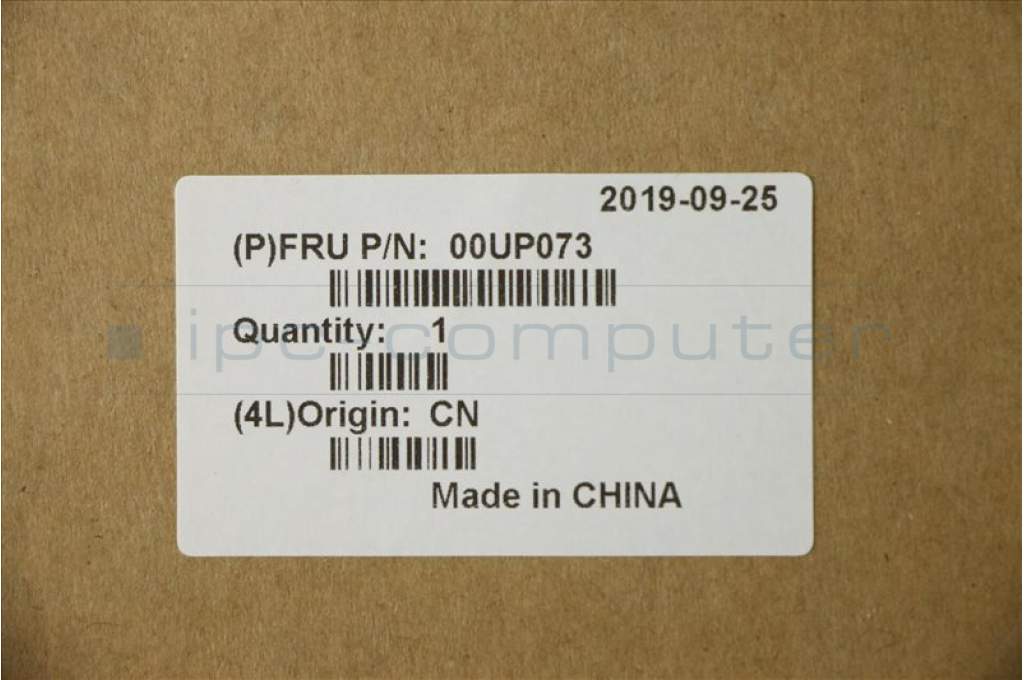 2019-09-25
(P)FRU P/N: 00UP073
Quantity: 1
ipc-computer
(4L)Origin: CN
Made in CHINA